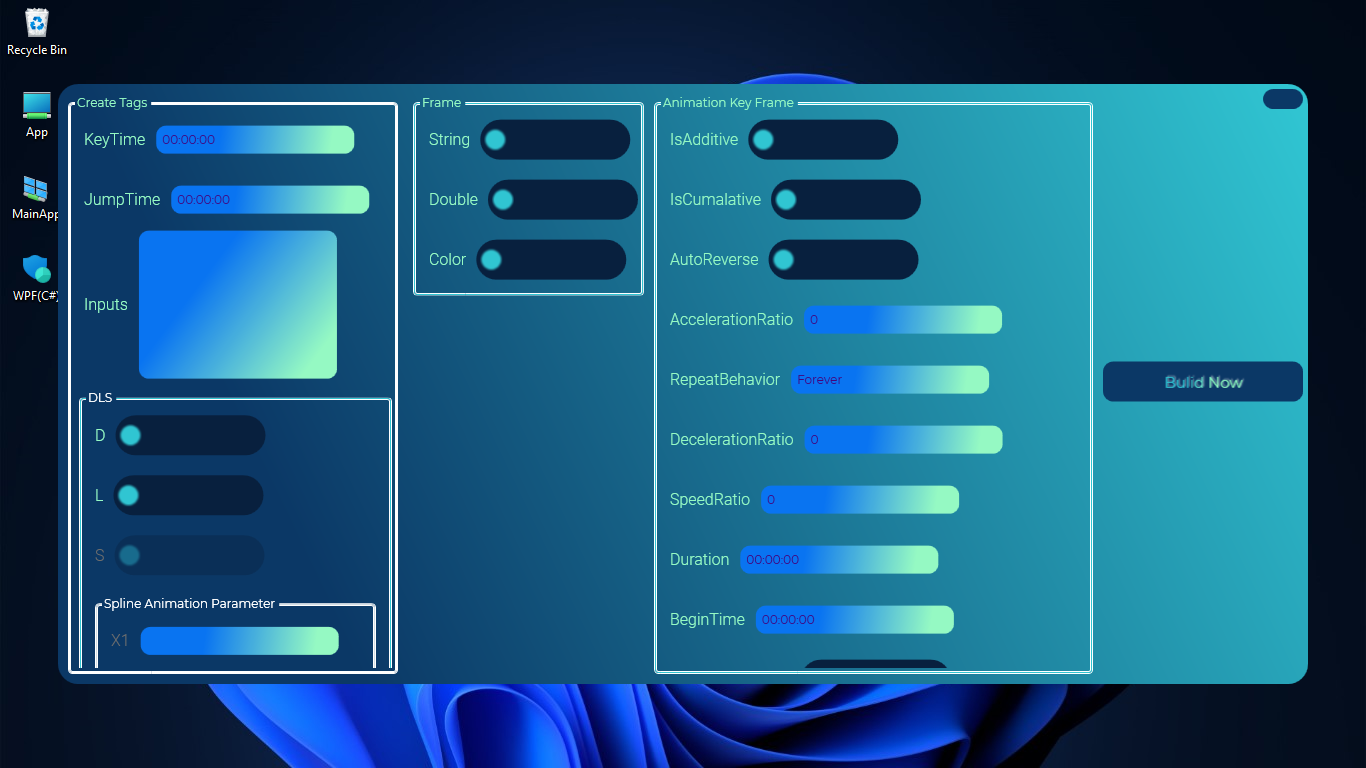 Recycle Bin
App
MainApp
WPF(C#)
Create Tags
KeyTime 00:00:00
JumpTime 00:00:00
Inputs
DLS
D
L
S
Spline Animation Parameter
X1
Frame
String
Double
Color
Animation Key Frame
IsAdditive
IsCumalative
AutoReverse
AccelerationRatio 0
RepeatBehavior Forever
DecelerationRatio 0
SpeedRatio 0
Duration 00:00:00
BeginTime 00:00:00
Bulid Now